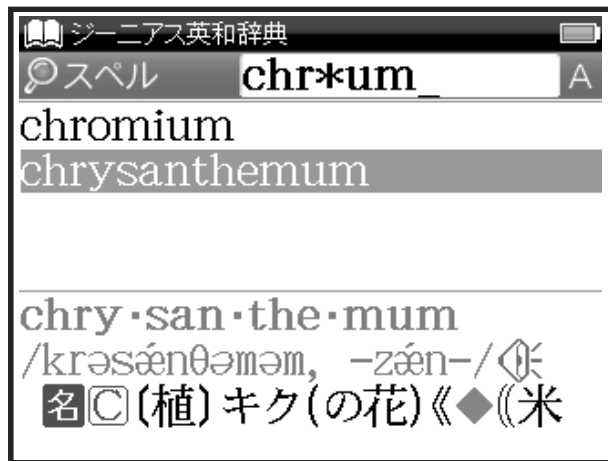 ジーニアス英和辞典
スペル chr*um_ A
chromium
chrysanthemum
chry·san·the·mum
/krəsǽnθəməm, -zǽn-/
名 C (植) キク(の花)《◆((米